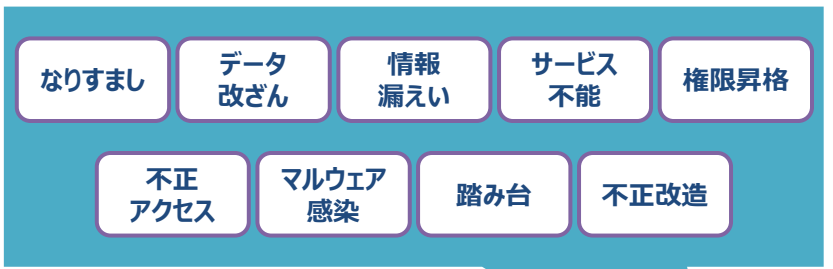 なりすまし
データ
改ざん
情報
漏えい
サービス
不能
権限昇格
不正
アクセス
マルウェア
感染
踏み台
不正改造